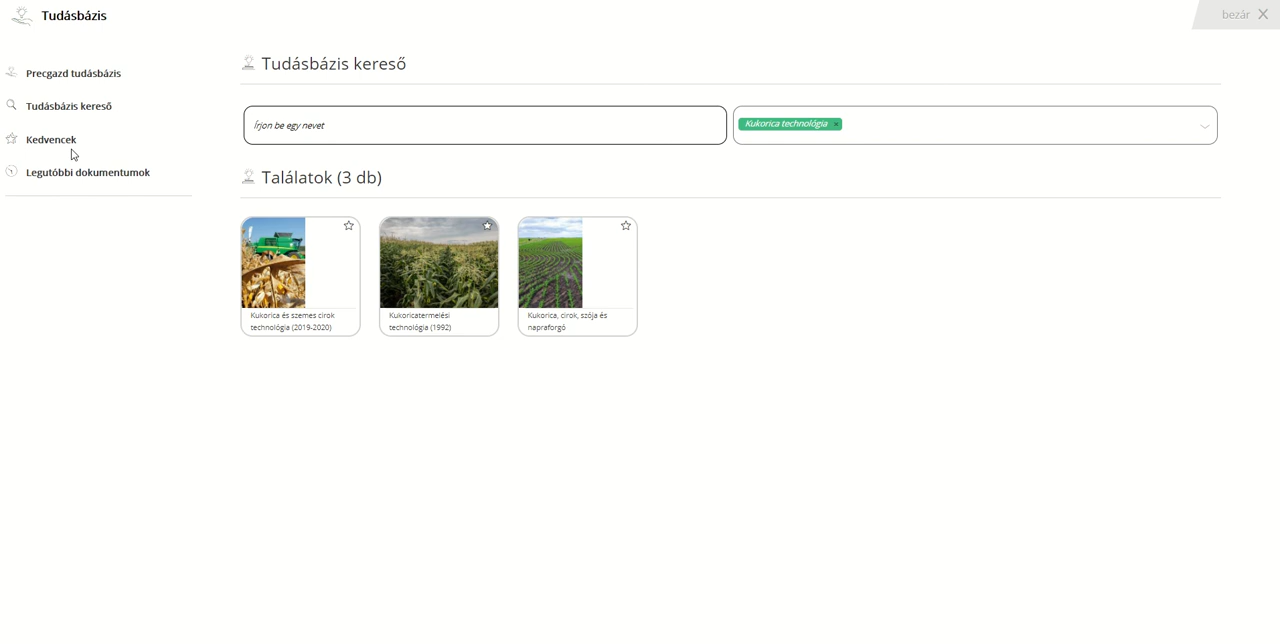 Tudásbázis
bezár
Precgazd tudásbázis
Tudásbázis kereső
Kedvencek
Legutóbbi dokumentumok
Tudásbázis kereső
Írjon be egy nevet
Kukorica technológia ×
Találatok (3 db)
Kukorica és szemes cirok
technológia (2019-2020)
Kukoricatermelési
technológia (1992)
Kukorica, cirok, szója és
napraforgó